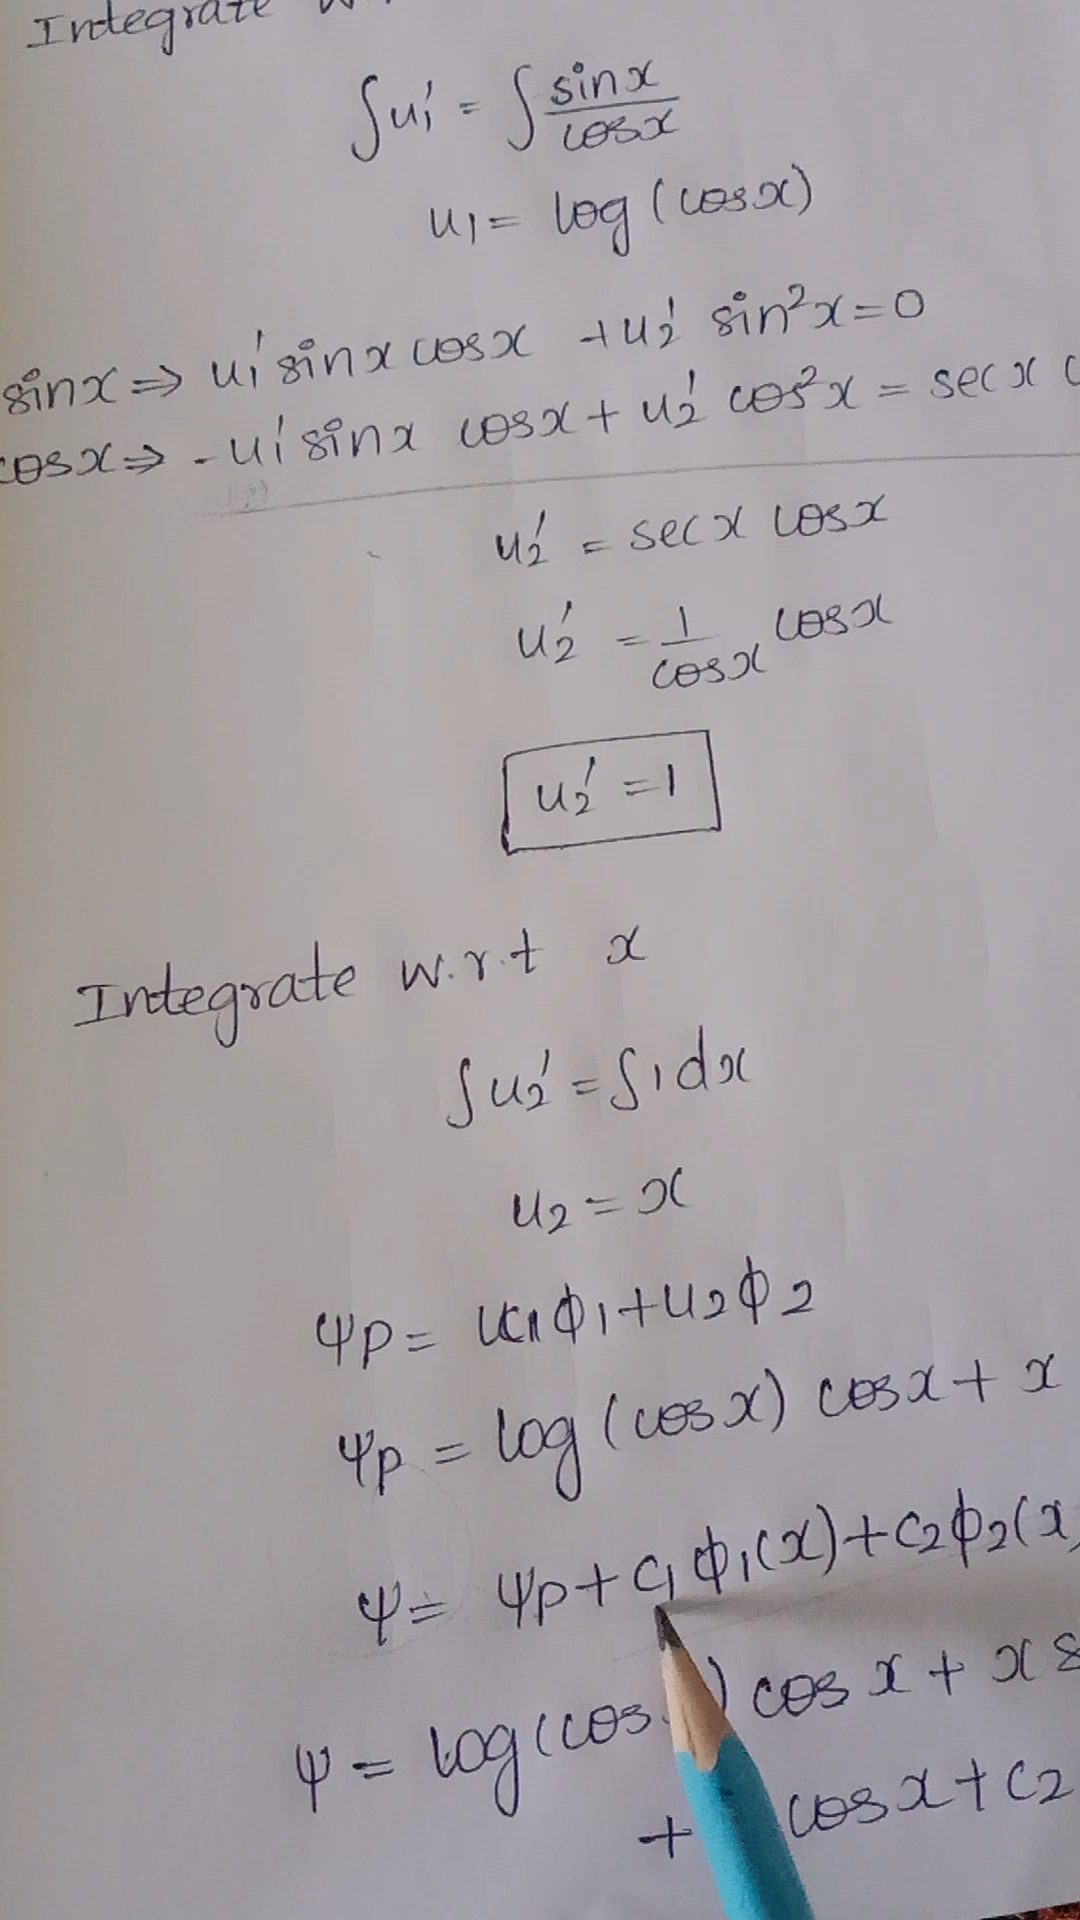 Integrate w.
∫u₁' = ∫ sinx/cosx
u₁ = log (cosx)
sinx ⇒ u₁' sinx cosx + u₂' sin²x = 0
cosx ⇒ -u₁' sinx cosx + u₂' cos²x = secx c
u₂' = secx cosx
u₂' = 1/cosx cosx
u₂' = 1
Integrate w.r.t x
∫u₂' = ∫1dx
u₂ = x
ψp = u₁φ₁ + u₂φ₂
ψp = log (cosx) cosx + x
ψ = ψp + c₁φ₁(x) + c₂φ₂(x)
ψ = log(cos ) cosx + x s
+ cosx + c₂